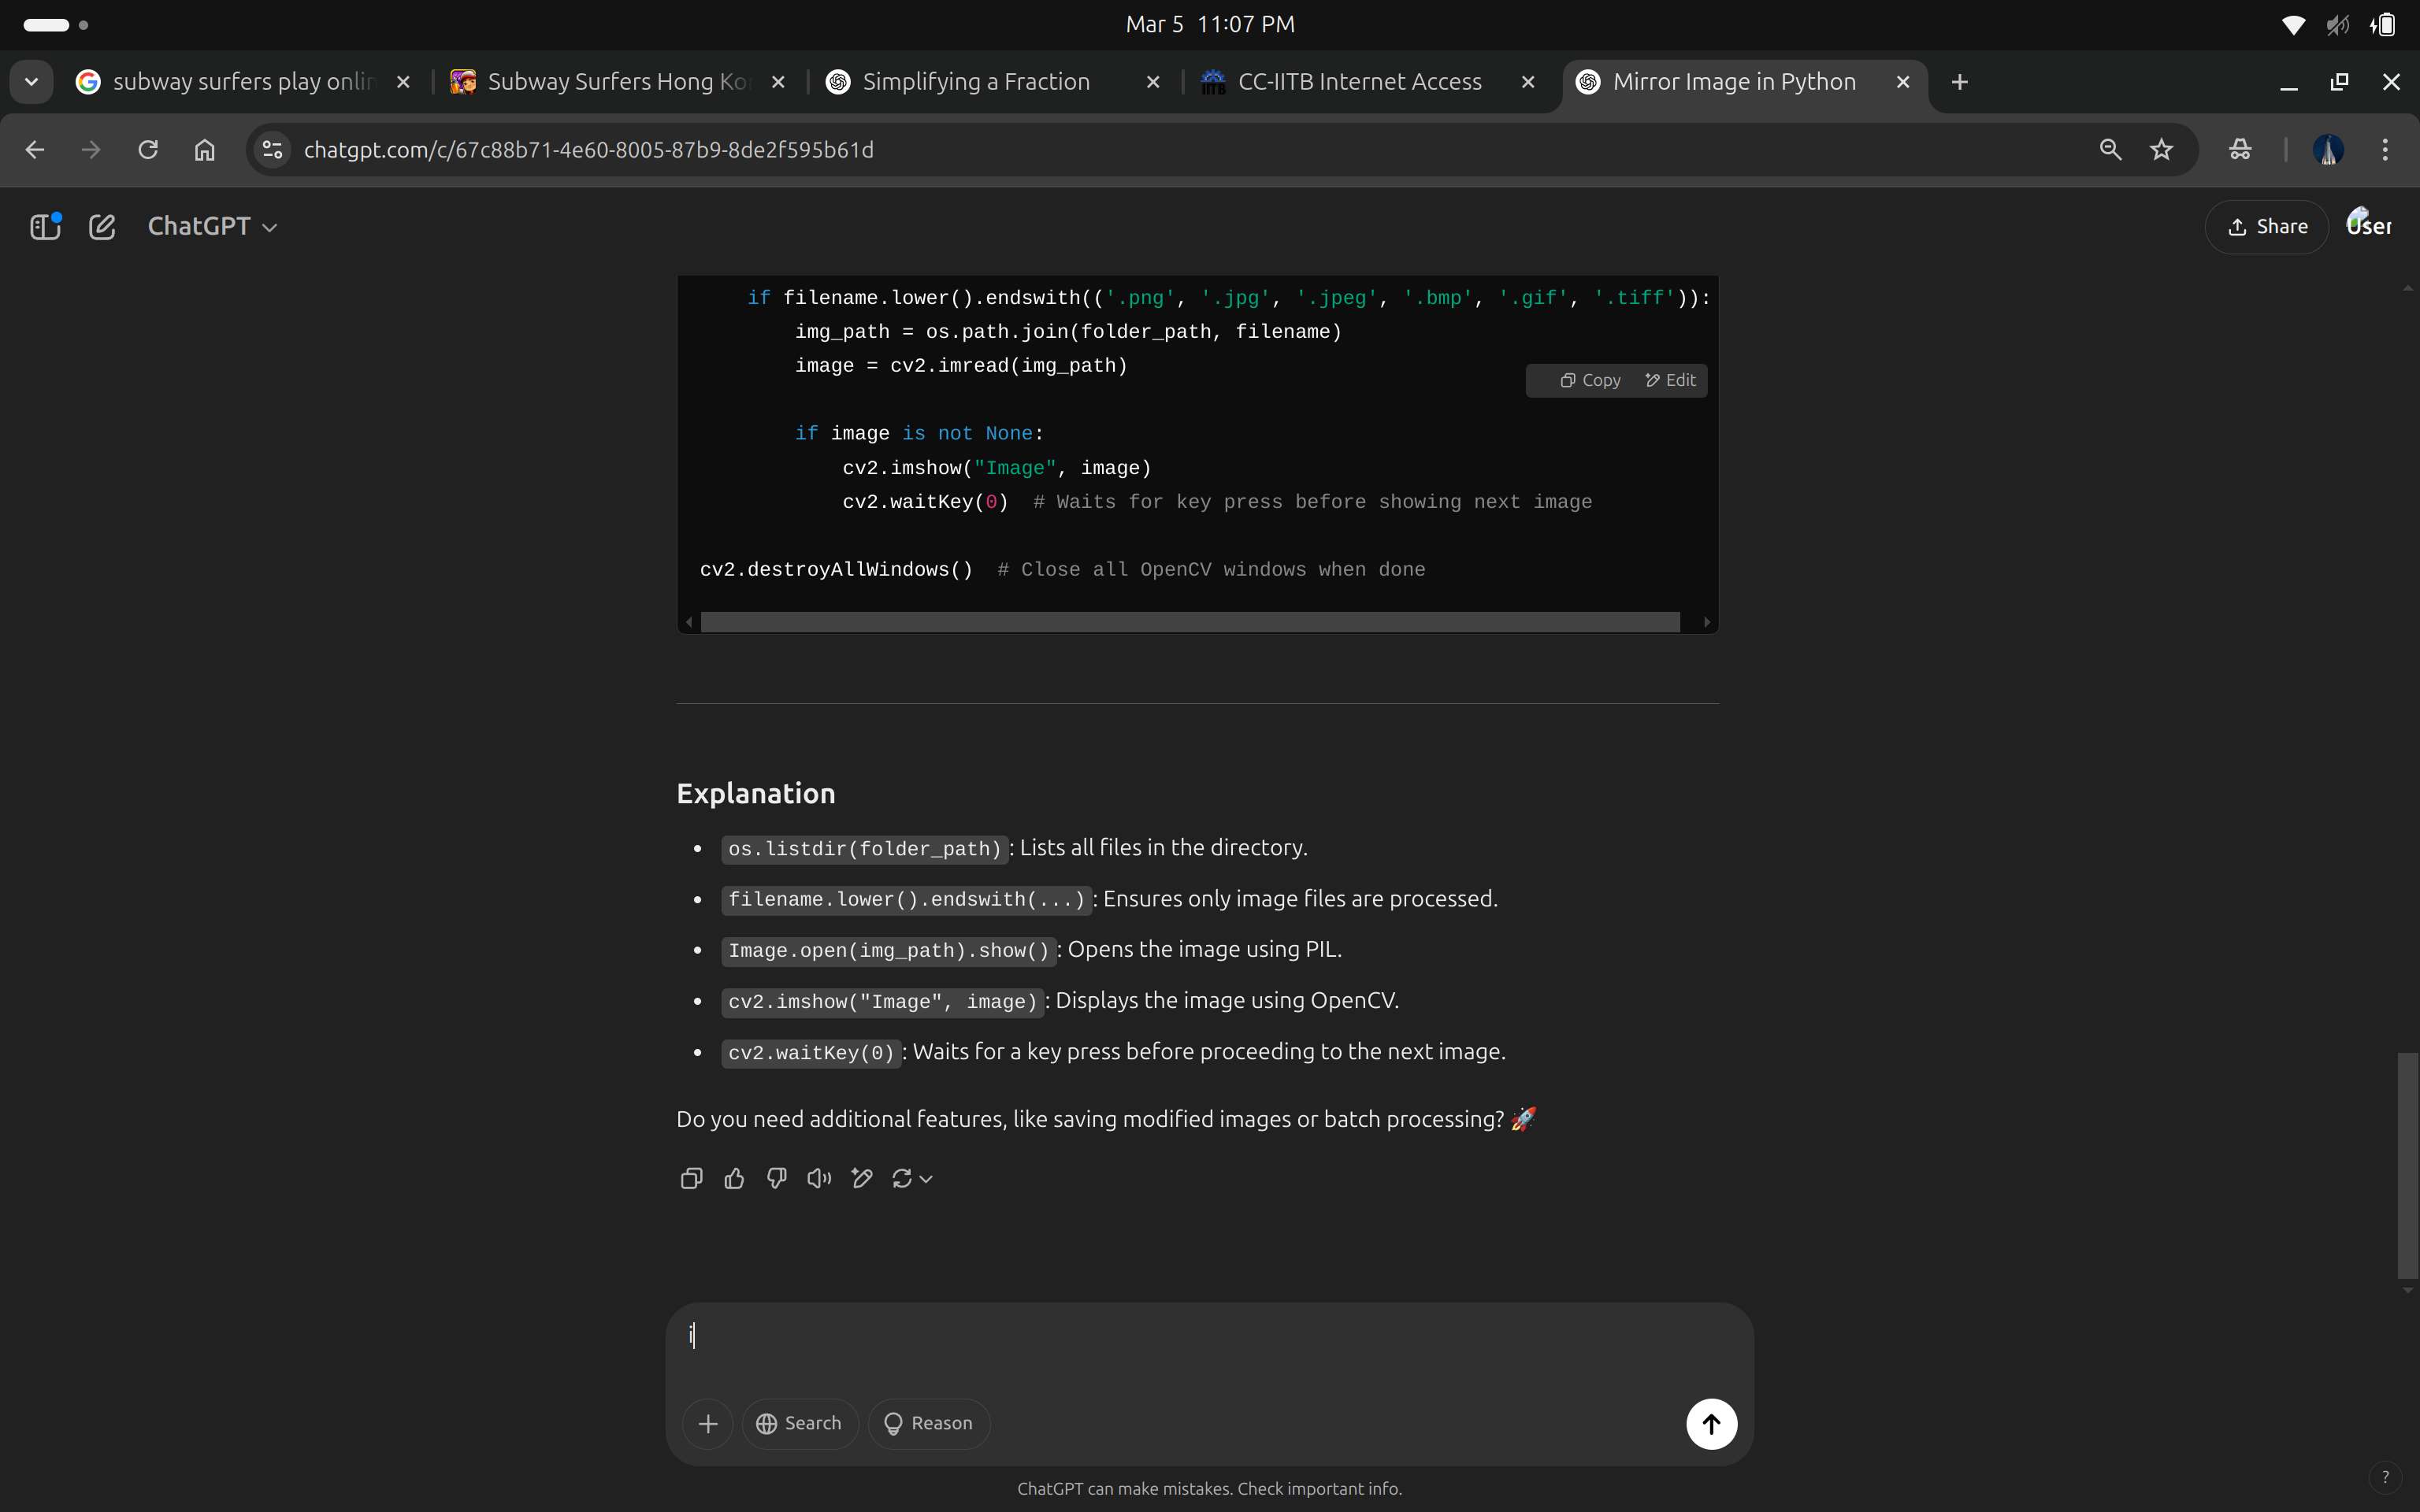 Mar 5 11:07 PM
subway surfers play onlin
Subway Surfers Hong Ko
Simplifying a Fraction
CC-IITB Internet Access
Mirror Image in Python
chatgpt.com/c/67c88b71-4e60-8005-87b9-8de2f595b61d
ChatGPT
Share
User
if filename.lower().endswith(('.png', '.jpg', '.jpeg', '.bmp', '.gif', '.tiff')):
img_path = os.path.join(folder_path, filename)
image = cv2.imread(img_path)
Copy Edit
if image is not None:
cv2.imshow("Image", image)
cv2.waitKey(0)  # Waits for key press before showing next image
cv2.destroyAllWindows()  # Close all OpenCV windows when done
Explanation
• os.listdir(folder_path): Lists all files in the directory.
• filename.lower().endswith(...): Ensures only image files are processed.
• Image.open(img_path).show(): Opens the image using PIL.
• cv2.imshow("Image", image): Displays the image using OpenCV.
• cv2.waitKey(0): Waits for a key press before proceeding to the next image.
Do you need additional features, like saving modified images or batch processing? 🚀
i
Search
Reason
ChatGPT can make mistakes. Check important info.
?